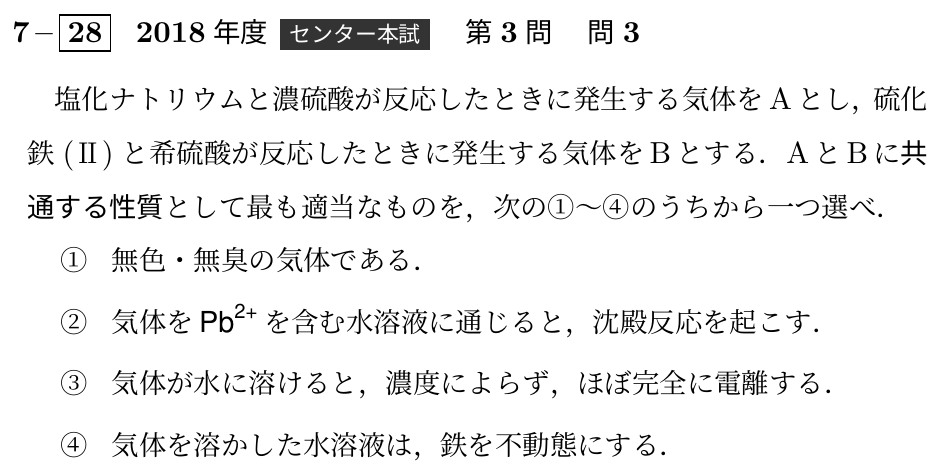 7-28 2018 年度 センター本試 第 3 問 問 3
塩化ナトリウムと濃硫酸が反応したときに発生する気体を A とし,硫化
鉄 (Ⅱ) と希硫酸が反応したときに発生する気体を B とする. A と B に共
通する性質として最も適当なものを,次の①~④のうちから一つ選べ.
① 無色・無臭の気体である.
② 気体を Pb²⁺ を含む水溶液に通じると,沈殿反応を起こす.
③ 気体が水に溶けると,濃度によらず,ほぼ完全に電離する.
④ 気体を溶かした水溶液は,鉄を不動態にする.